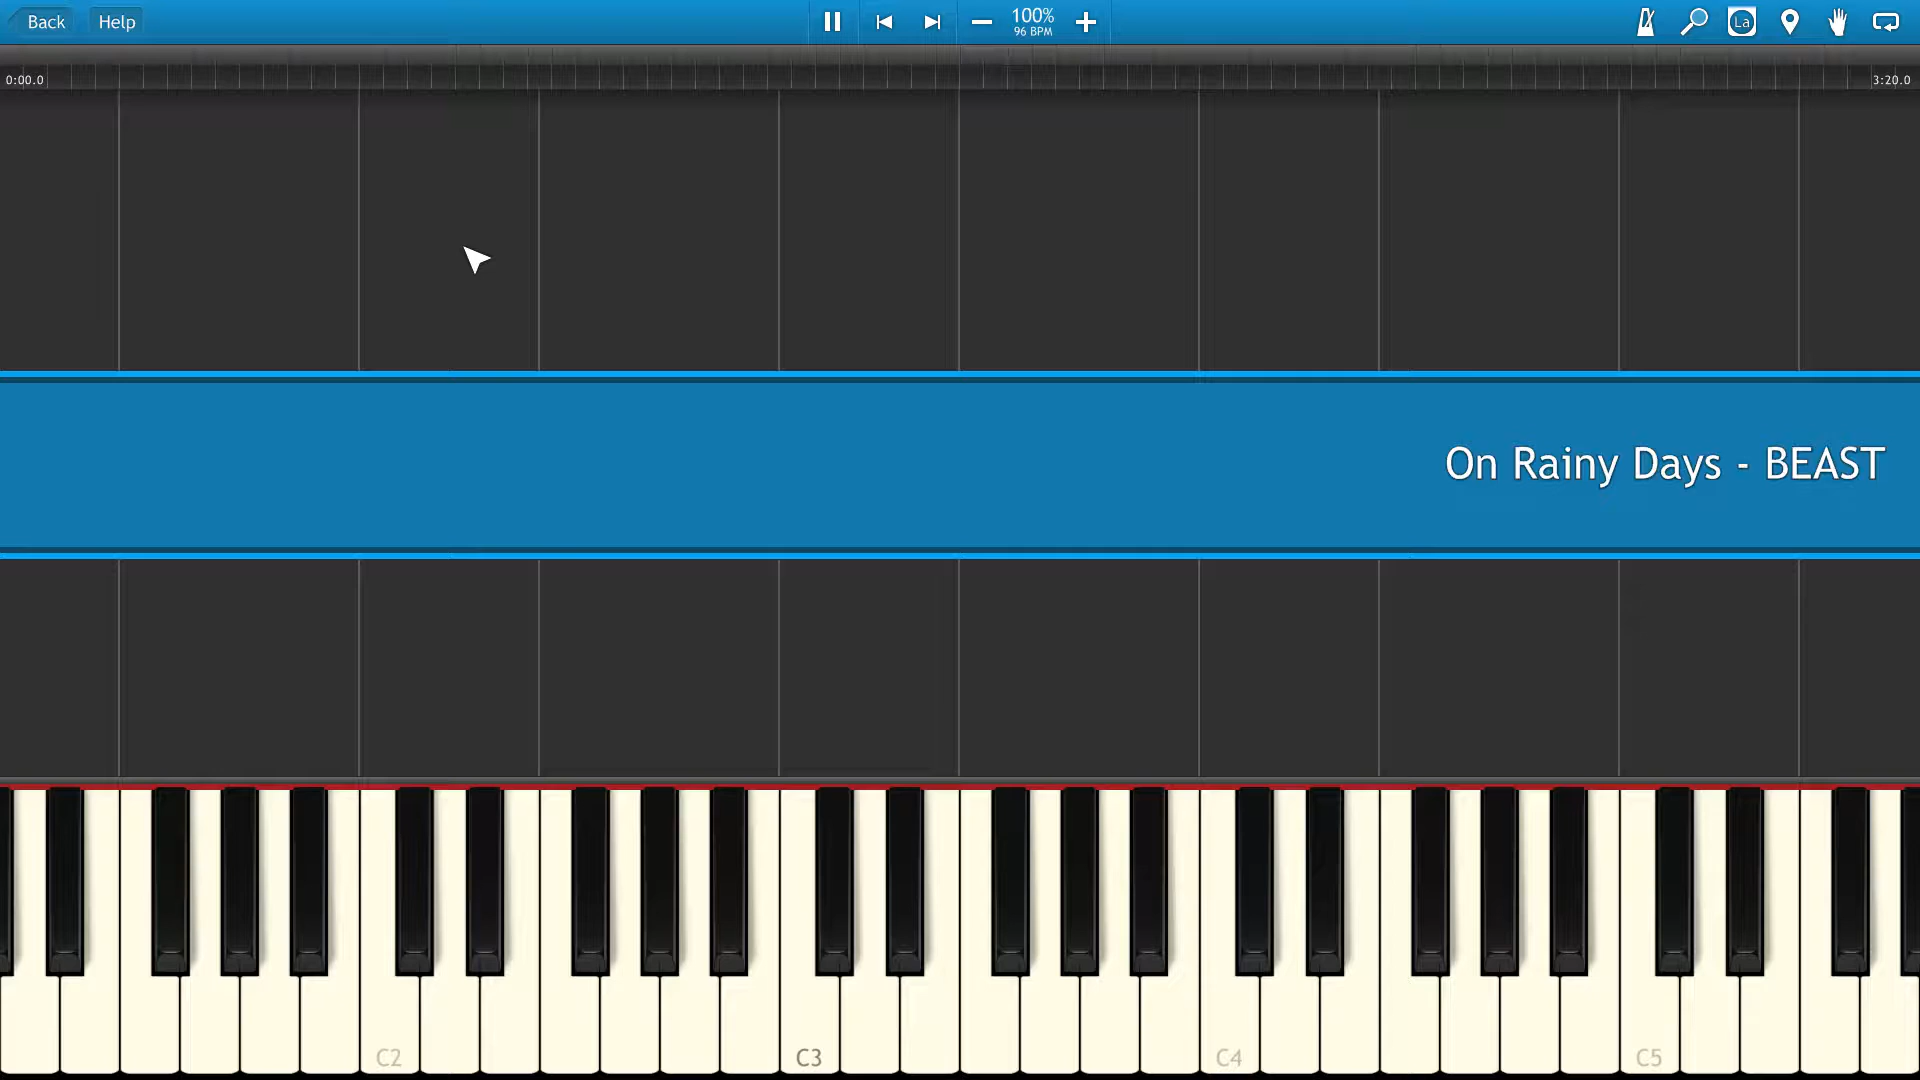 Back
Help
100%
96 BPM
La
0:00.0
3:20.0
On Rainy Days - BEAST
C2
C3
C4
C5